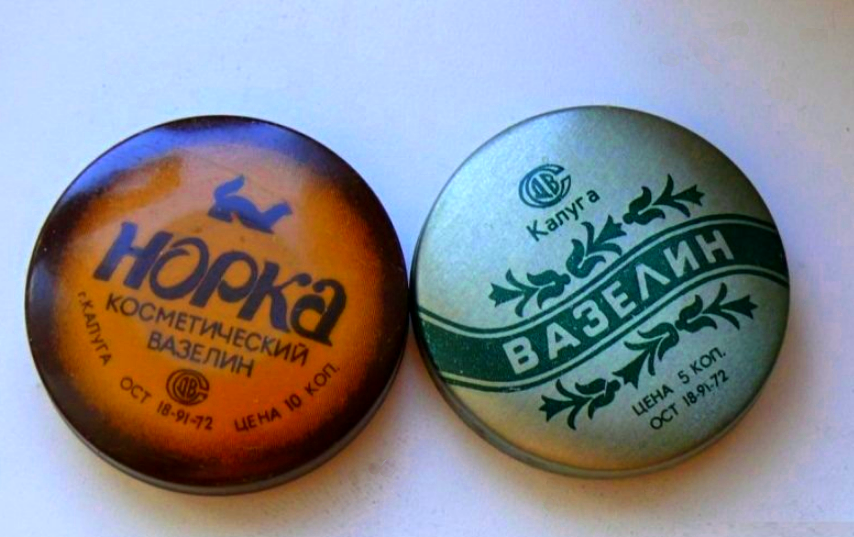 НОРКА
КОСМЕТИЧЕСКИЙ
ВАЗЕЛИН
г.КАЛУГА
ОСТ 18-91-72
ЦЕНА 10 КОП.
Калуга
ВАЗЕЛИН
ЦЕНА 5 КОП.
ОСТ 18-91-72